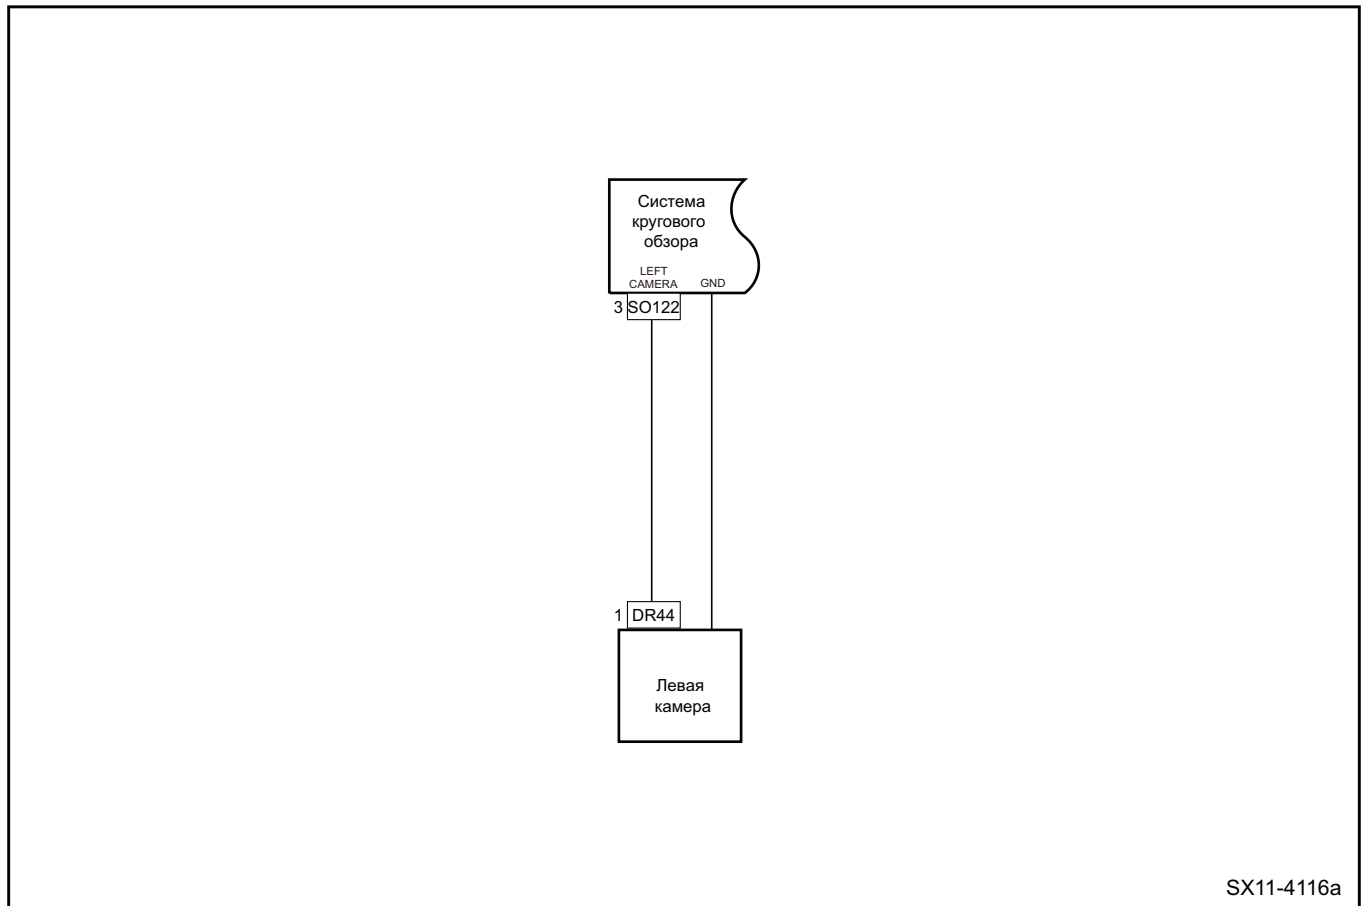 Система
кругового
обзора
LEFT
CAMERA GND
3 SO122
1 DR44
Левая
камера
SX11-4116a